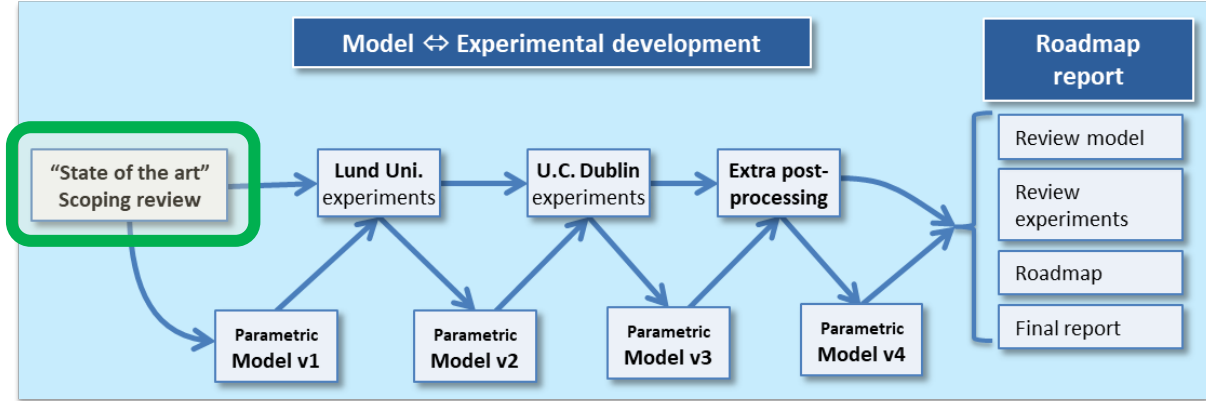 Model ⇔ Experimental development
Roadmap
report
“State of the art”
Scoping review
Lund Uni.
experiments
U.C. Dublin
experiments
Extra post-
processing
Parametric
Model v1
Parametric
Model v2
Parametric
Model v3
Parametric
Model v4
Review model
Review
experiments
Roadmap
Final report